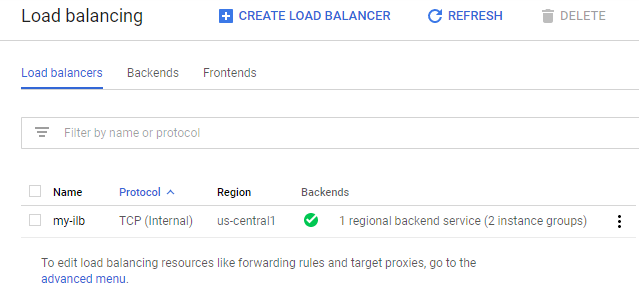 Load balancing CREATE LOAD BALANCER REFRESH DELETE
Load balancers Backends Frontends
Filter by name or protocol
Name Protocol Region Backends
my-ilb TCP (Internal) us-central1 1 regional backend service (2 instance groups)
To edit load balancing resources like forwarding rules and target proxies, go to the
advanced menu.